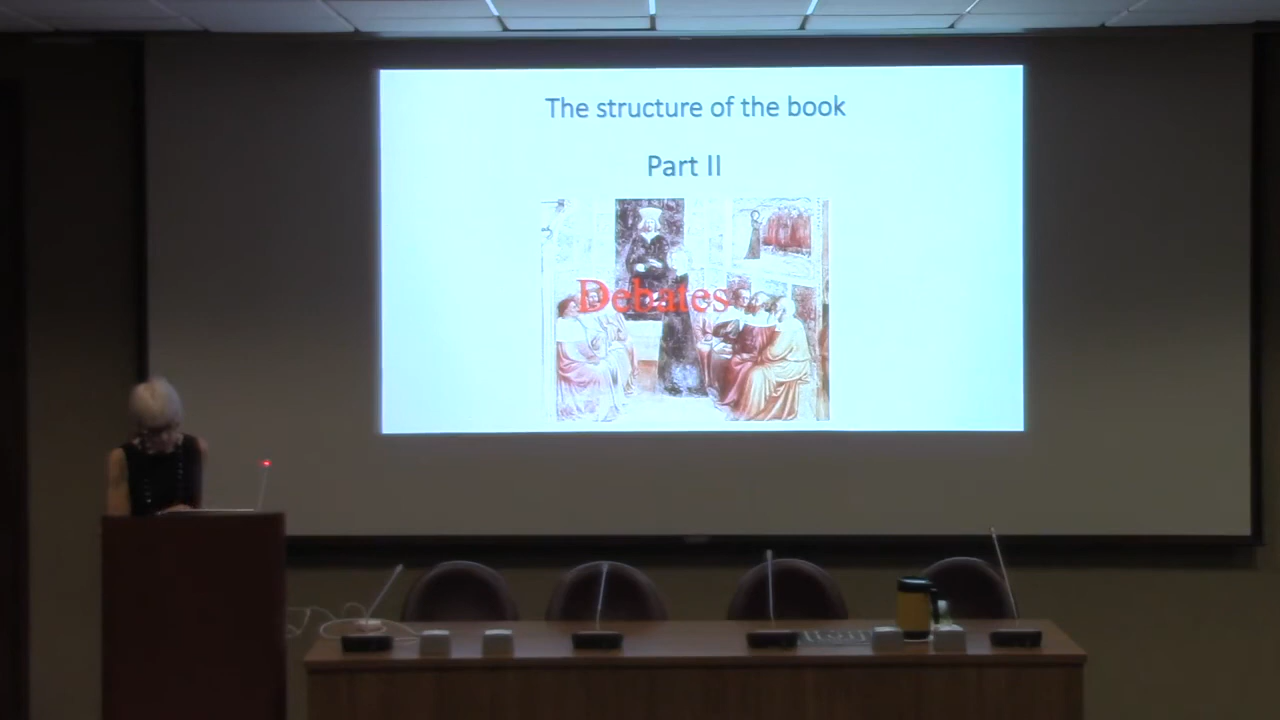 The structure of the book
Part II
Debates